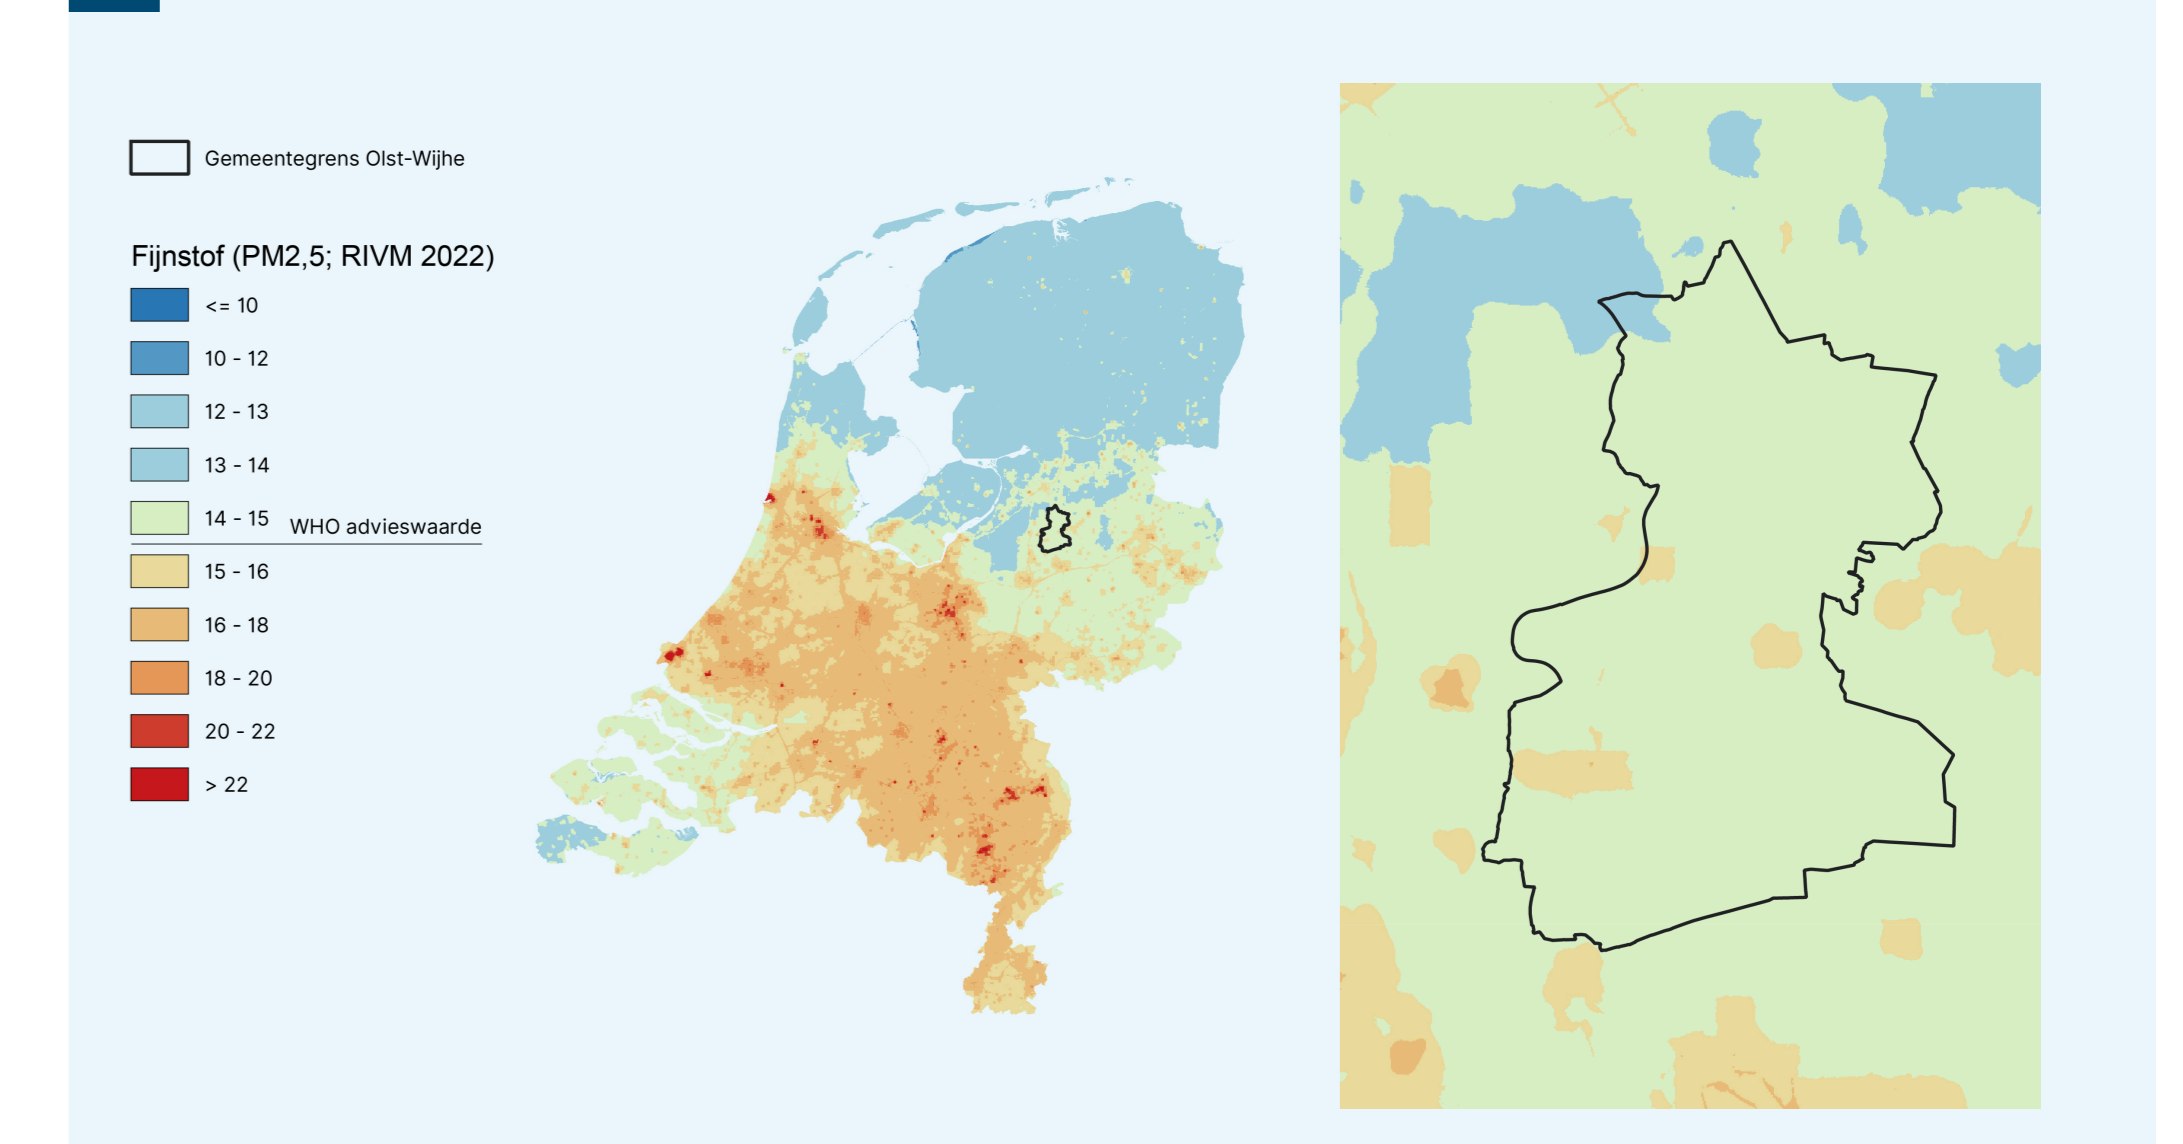 Gemeentegrens Olst-Wijhe
Fijnstof (PM2,5; RIVM 2022)
<= 10
10 - 12
12 - 13
13 - 14
14 - 15 WHO advieswaarde
15 - 16
16 - 18
18 - 20
20 - 22
> 22